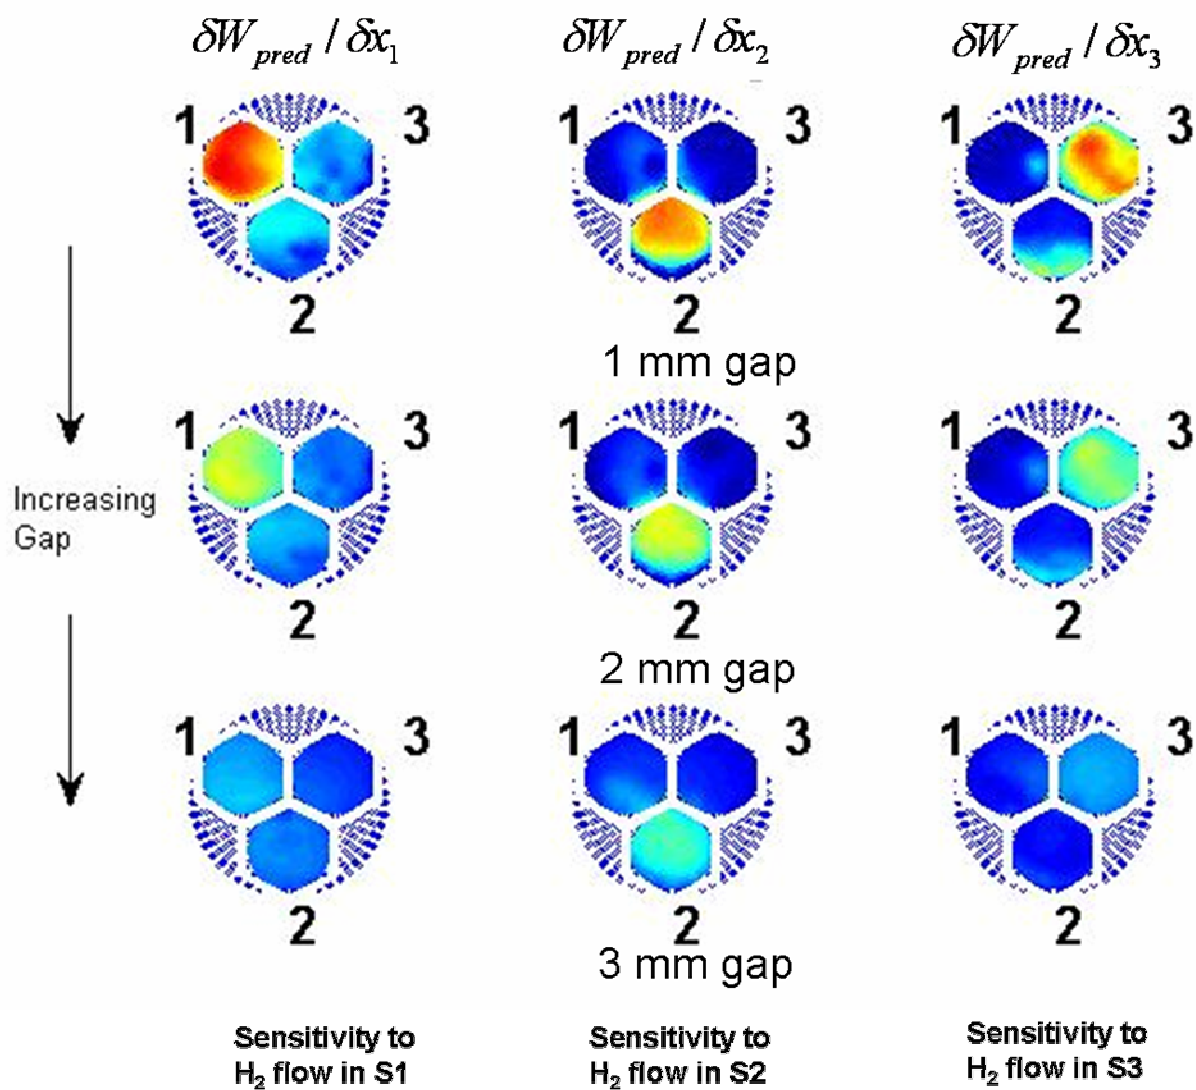 δW_pred / δx_1 δW_pred / δx_2 δW_pred / δx_3
1 3 1 3 1 3
2 2 2
1 mm gap
1 3 1 3 1 3
Increasing
Gap
2 2 2
2 mm gap
1 3 1 3 1 3
2 2 2
3 mm gap
Sensitivity to
H₂ flow in S1
Sensitivity to
H₂ flow in S2
Sensitivity to
H₂ flow in S3